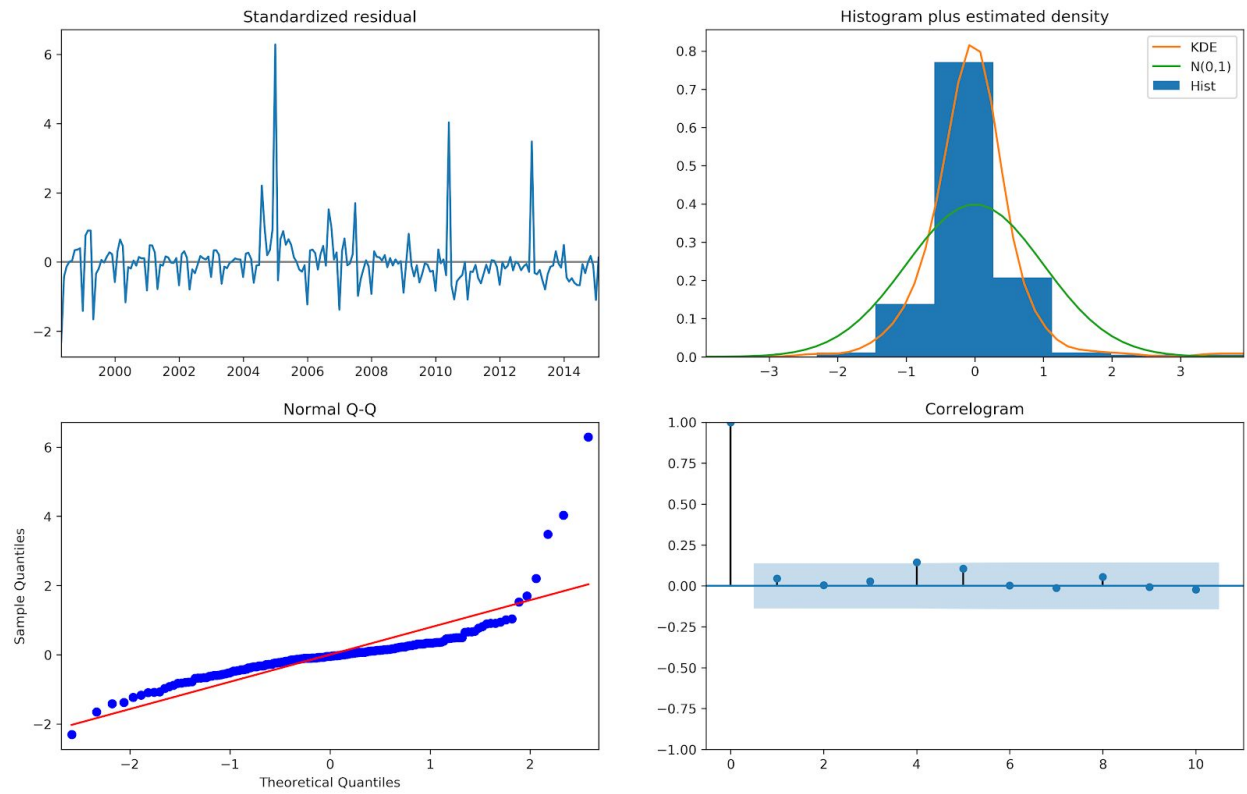 Standardized residual
6
4
2
0
−2
2000 2002 2004 2006 2008 2010 2012 2014
Histogram plus estimated density
KDE
N(0,1)
Hist
0.8
0.7
0.6
0.5
0.4
0.3
0.2
0.1
0.0
−3 −2 −1 0 1 2 3
Normal Q-Q
Sample Quantiles
6
4
2
0
−2
−2 −1 0 1 2
Theoretical Quantiles
Correlogram
1.00
0.75
0.50
0.25
0.00
−0.25
−0.50
−0.75
−1.00
0 2 4 6 8 10